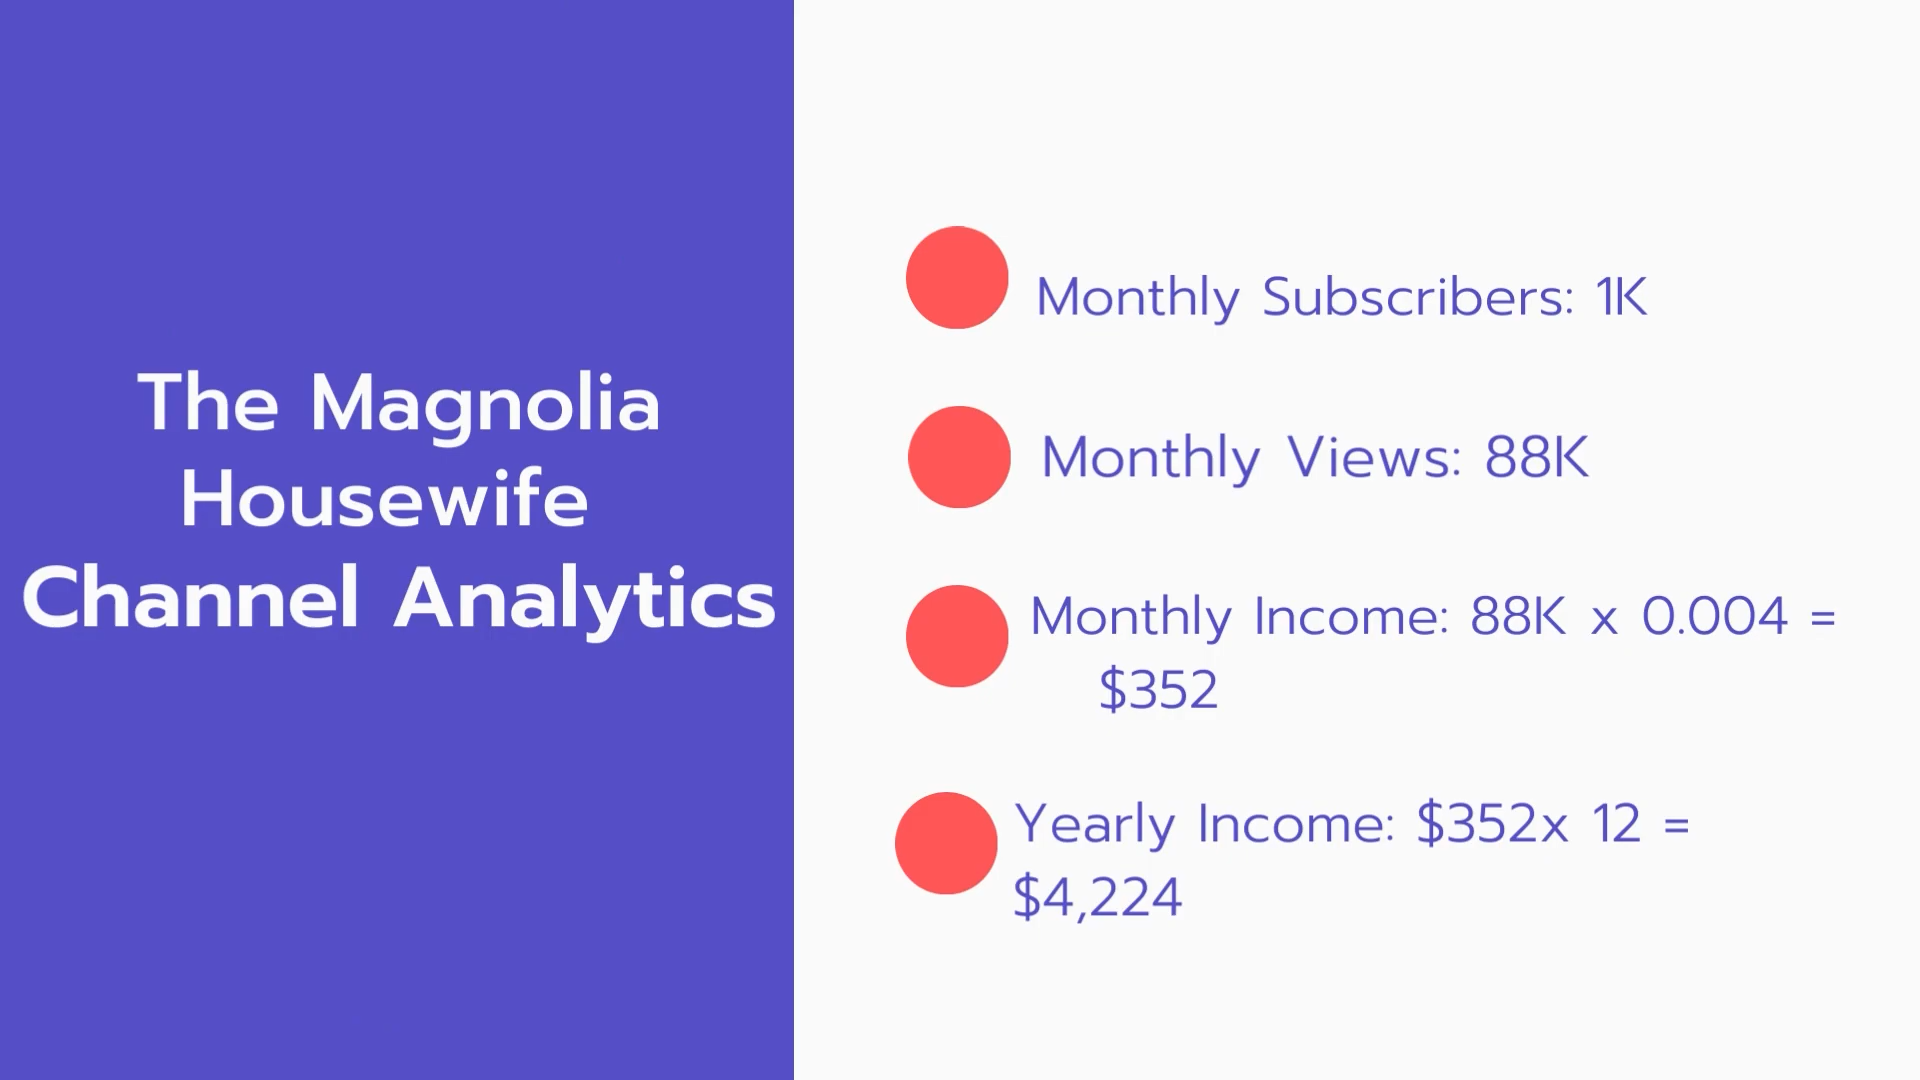 The Magnolia
Housewife
Channel Analytics
Monthly Subscribers: 1K
Monthly Views: 88K
Monthly Income: 88K x 0.004 =
$352
Yearly Income: $352x 12 =
$4,224